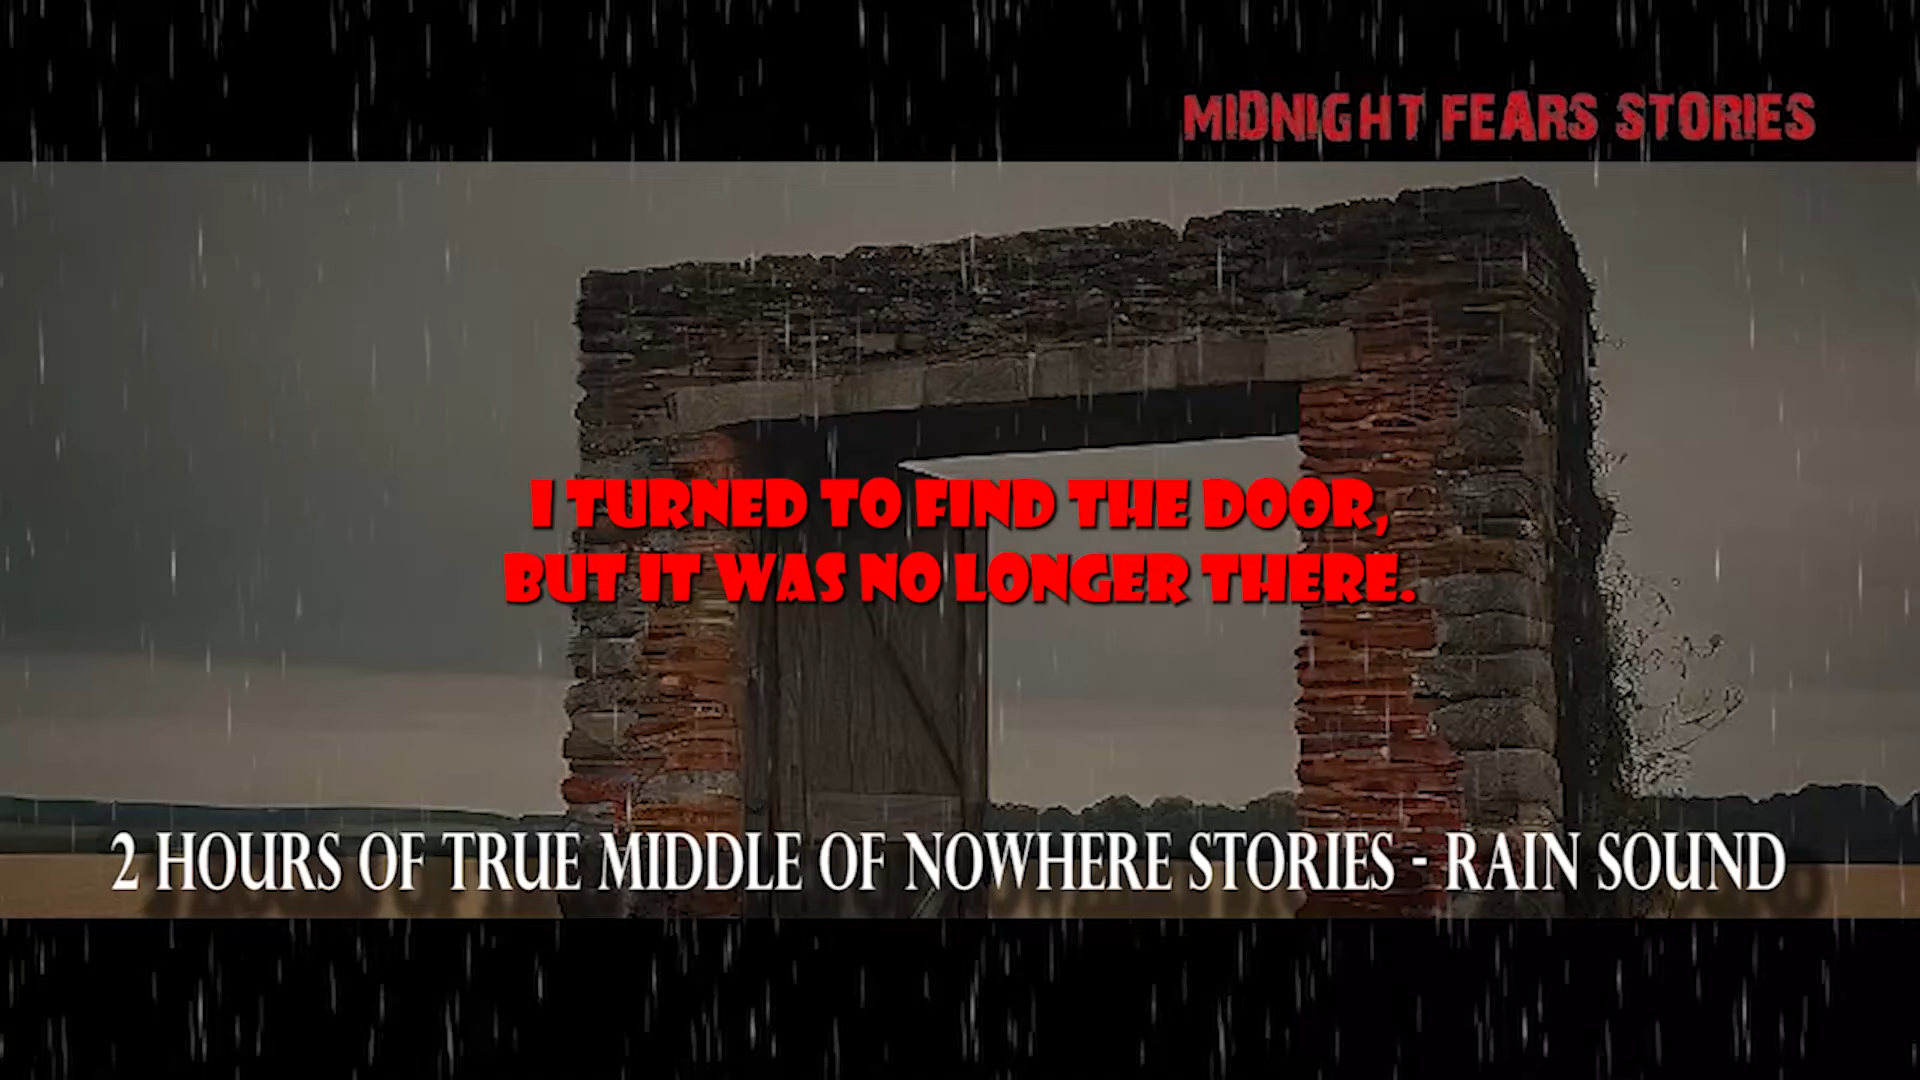 MIDNIGHT FEARS STORIES
I TURNED TO FIND THE DOOR,
BUT IT WAS NO LONGER THERE.
2 HOURS OF TRUE MIDDLE OF NOWHERE STORIES - RAIN SOUND